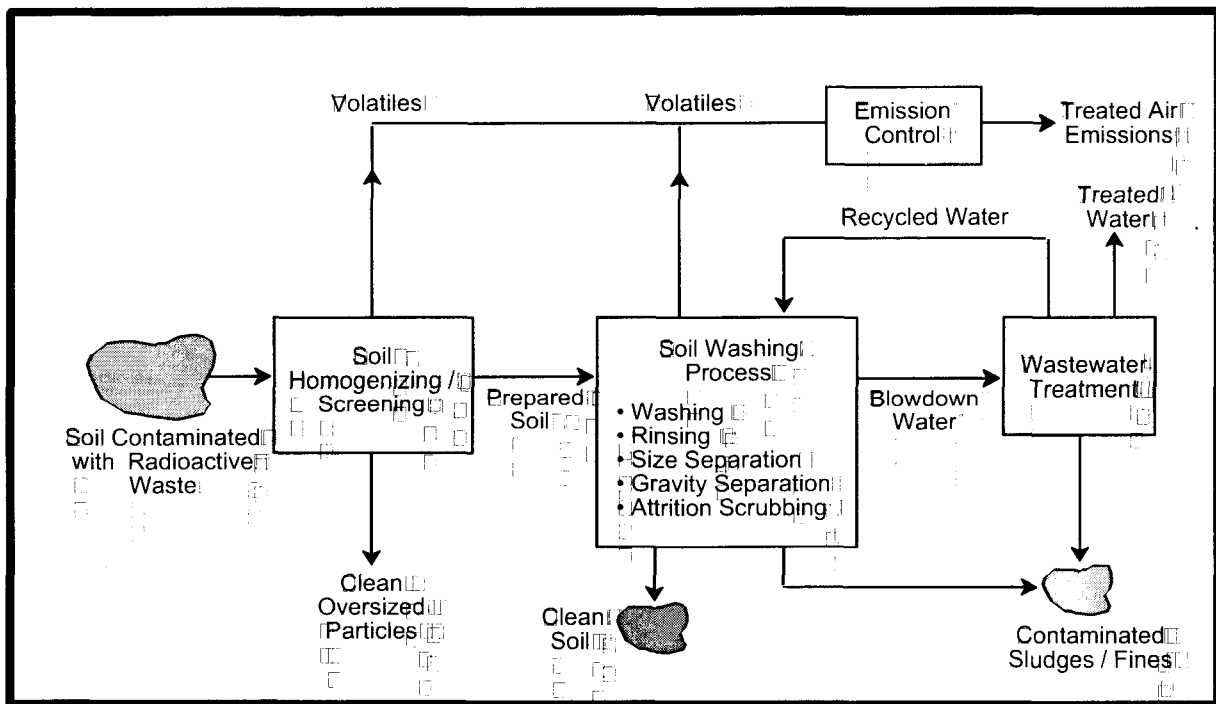 Volatiles
Volatiles
Emission
Control
Treated Air
Emissions
Treated
Water
Recycled Water
Soil
Homogenizing /
Screening
Prepared
Soil
Soil Washing
Process
• Washing
• Rinsing
• Size Separation
• Gravity Separation
• Attrition Scrubbing
Blowdown
Water
Wastewater
Treatment
Soil Contaminated
with Radioactive
Waste
Clean
Oversized
Particles
Clean
Soil
Contaminated
Sludges / Fines